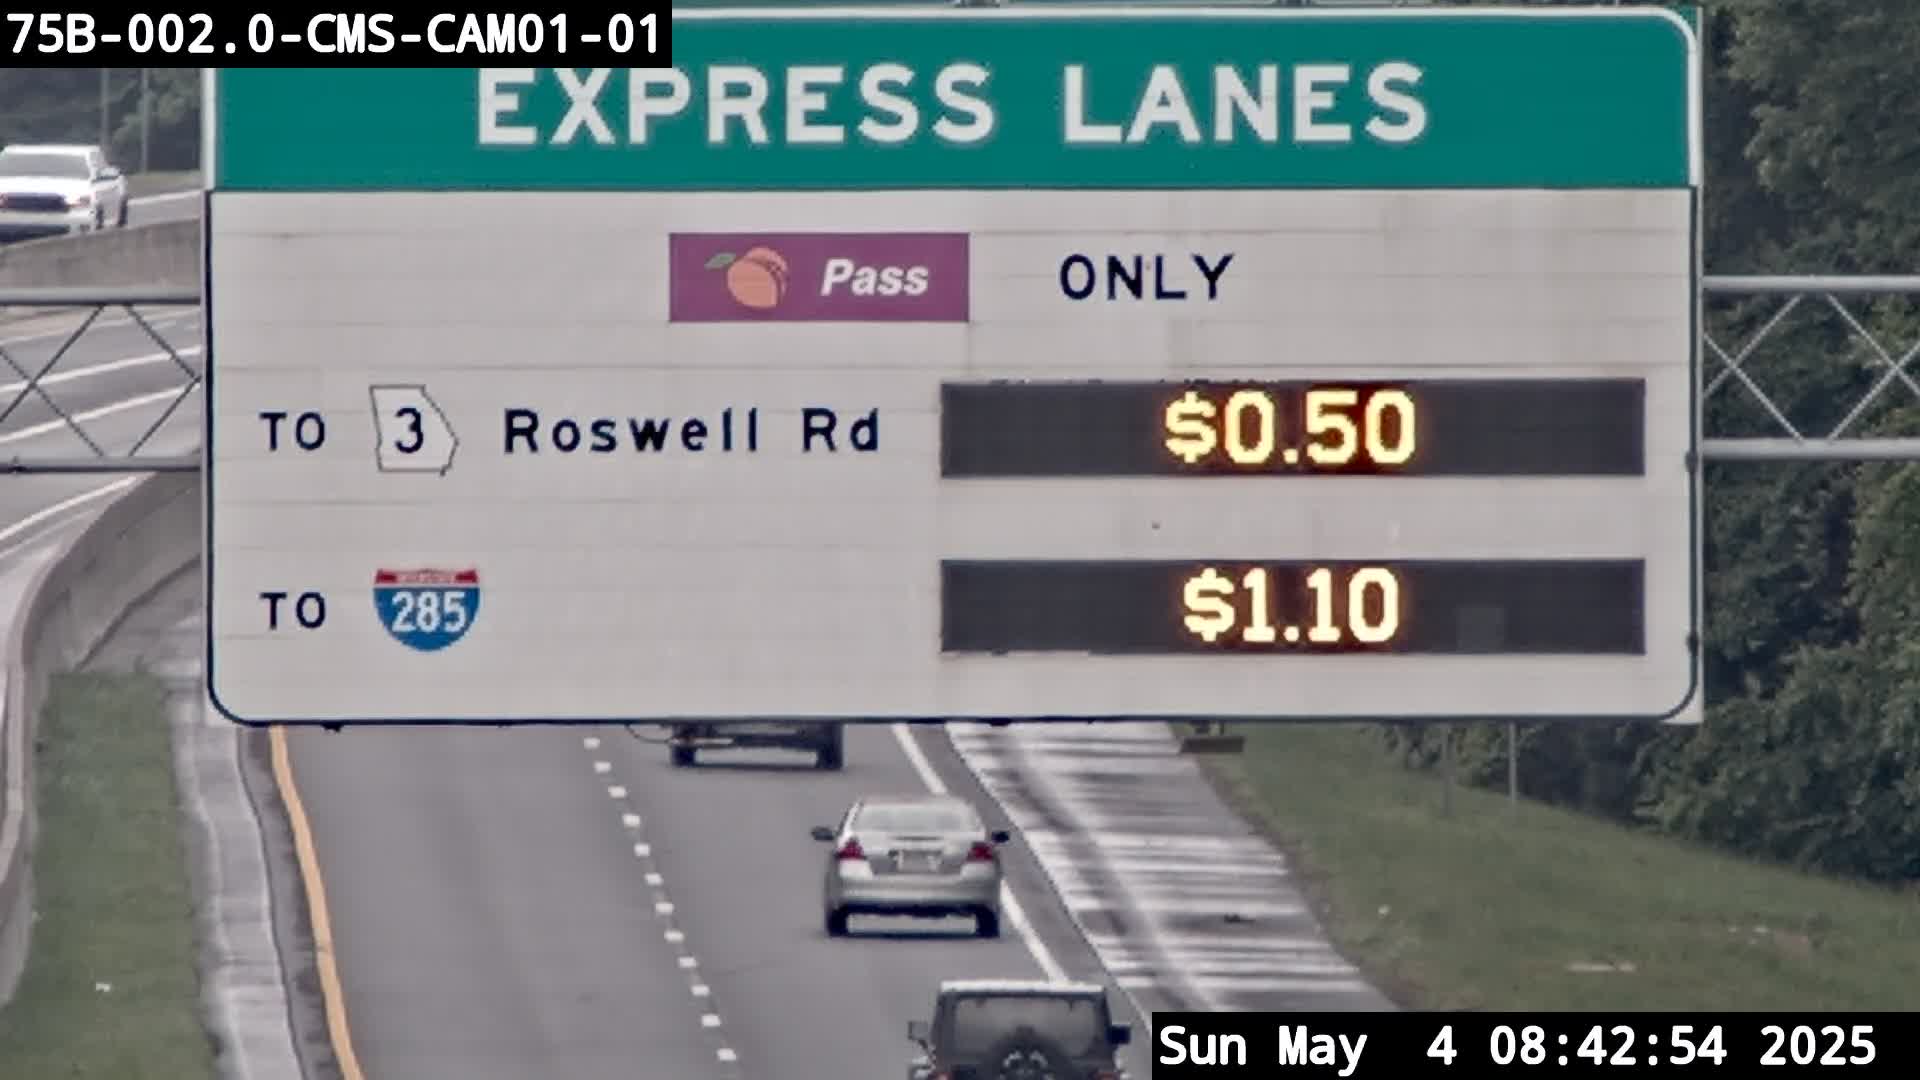 75B-002.0-CMS-CAM01-01
EXPRESS LANES
Pass ONLY
TO 3 Roswell Rd $0.50
TO 285 $1.10
Sun May 4 08:42:54 2025